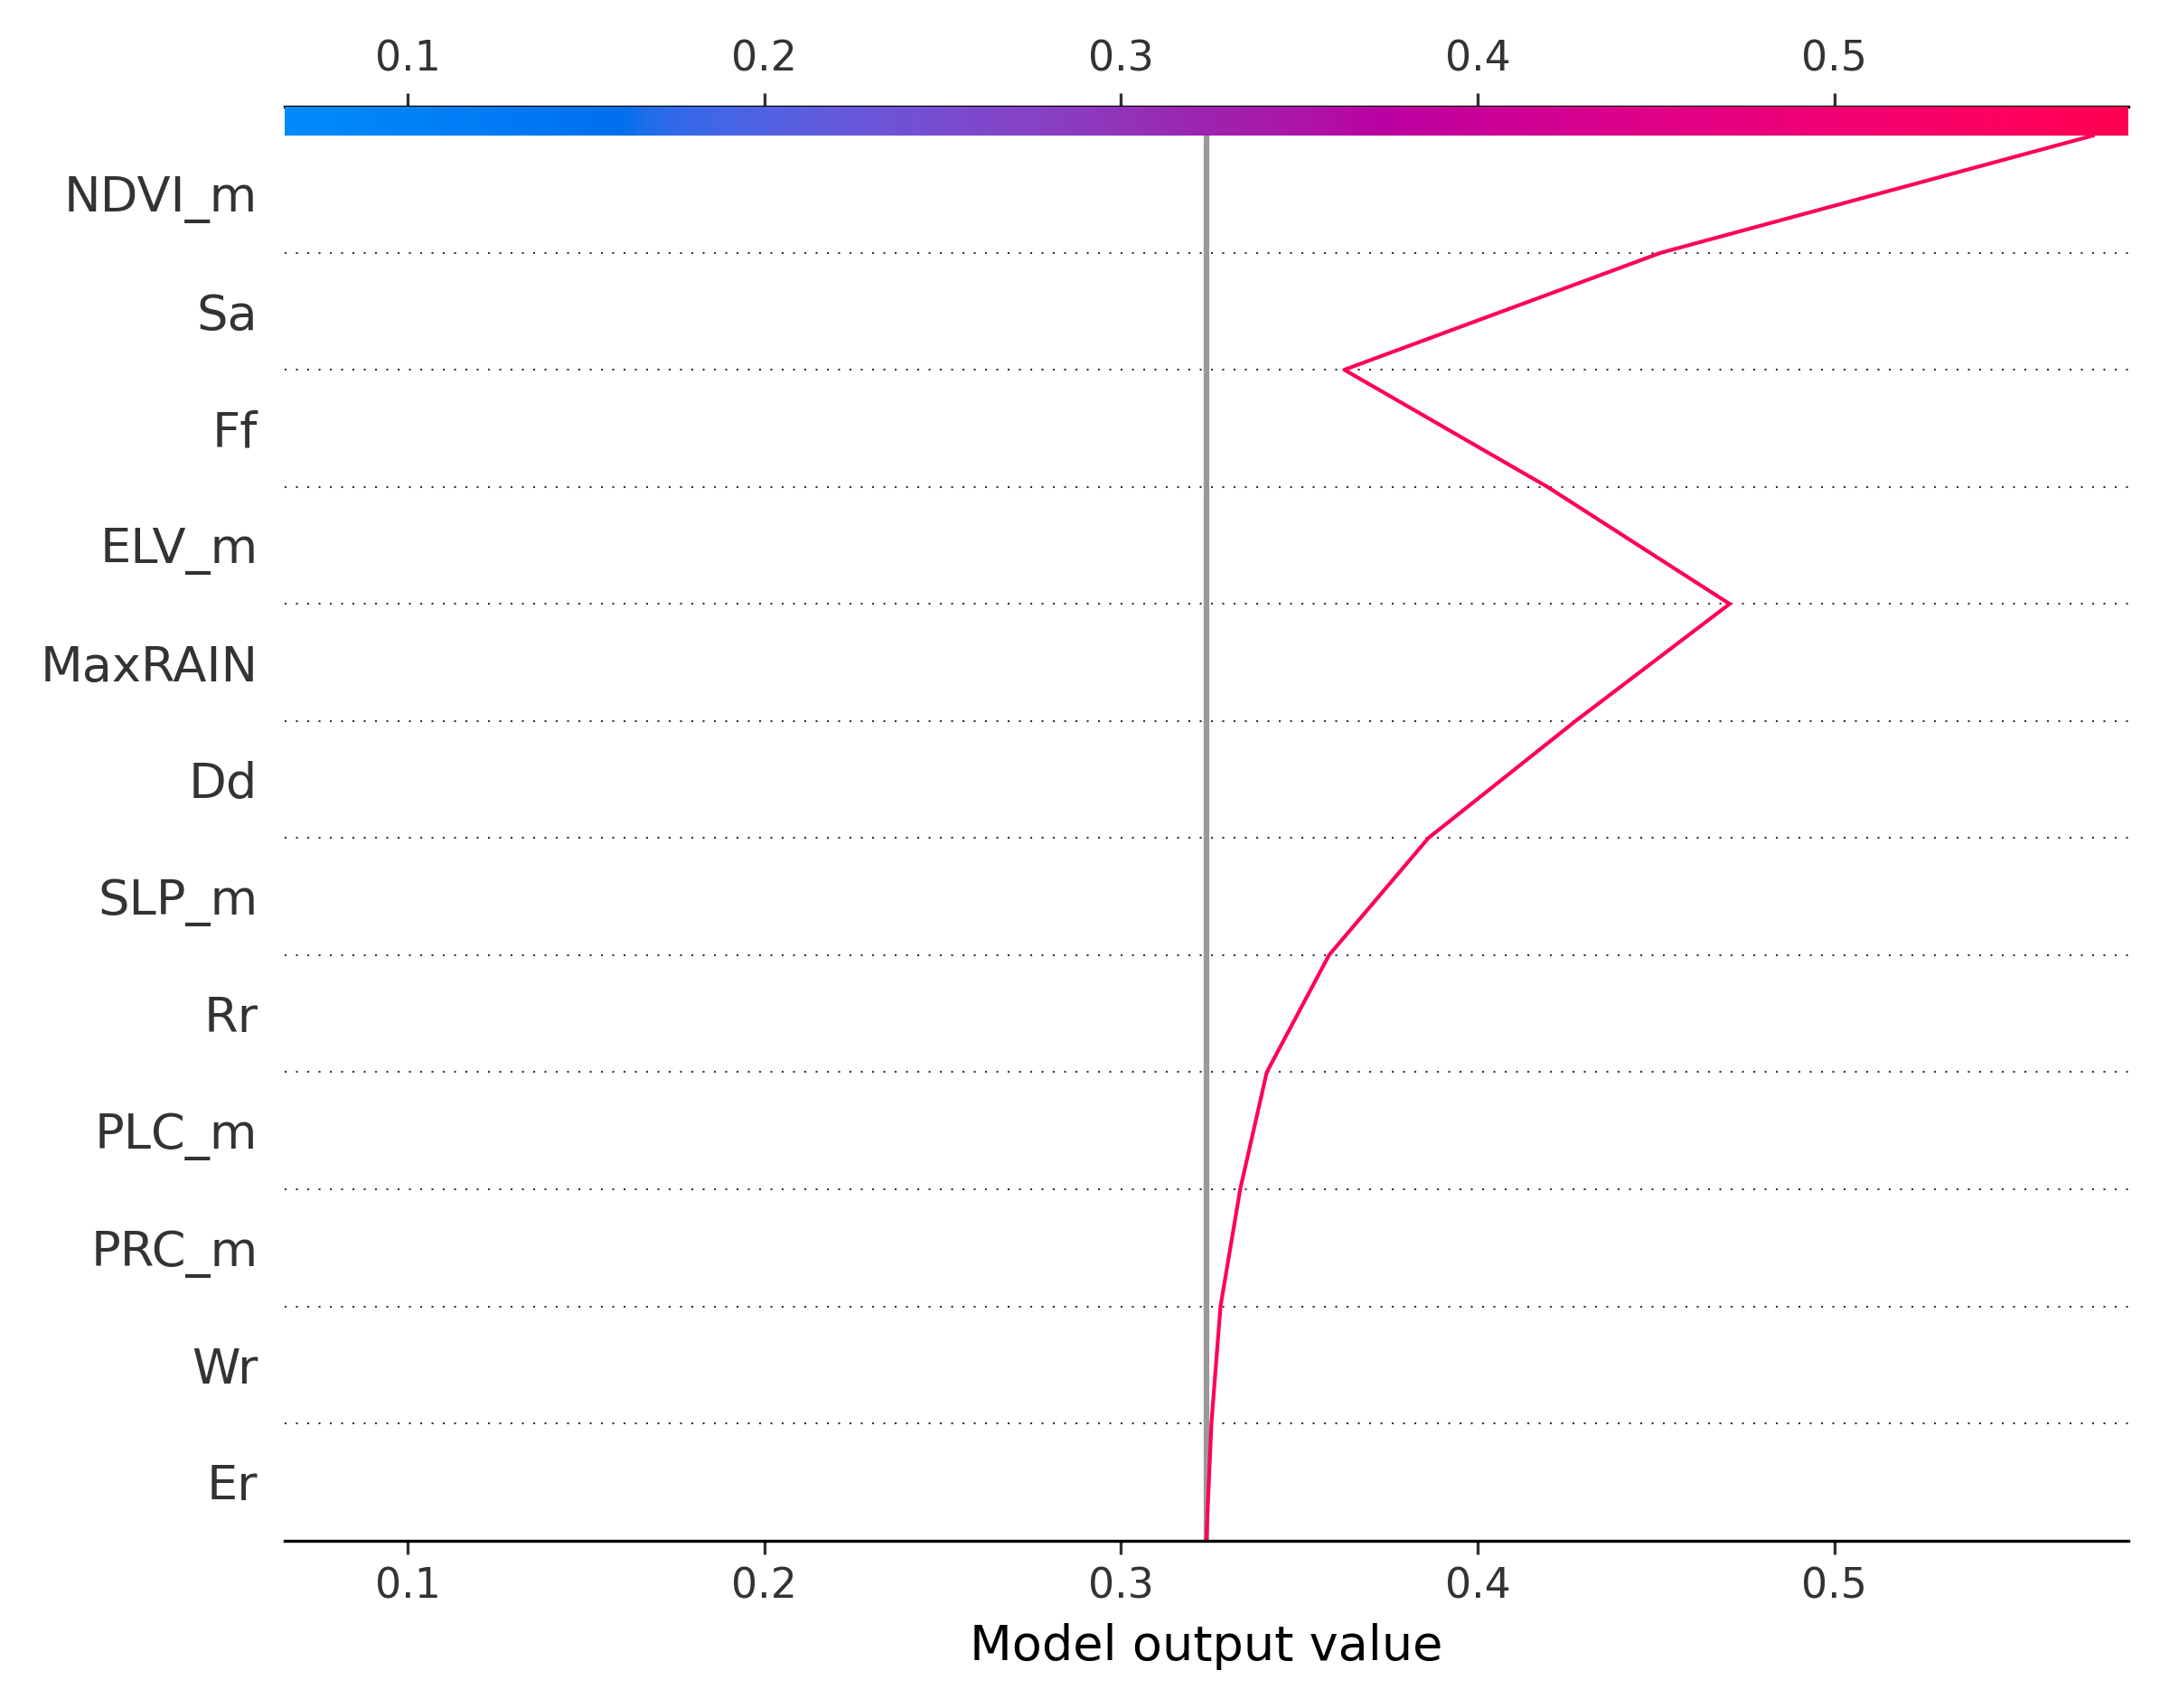 0.1 0.2 0.3 0.4 0.5
NDVI_m
Sa
Ff
ELV_m
MaxRAIN
Dd
SLP_m
Rr
PLC_m
PRC_m
Wr
Er
0.1 0.2 0.3 0.4 0.5
Model output value